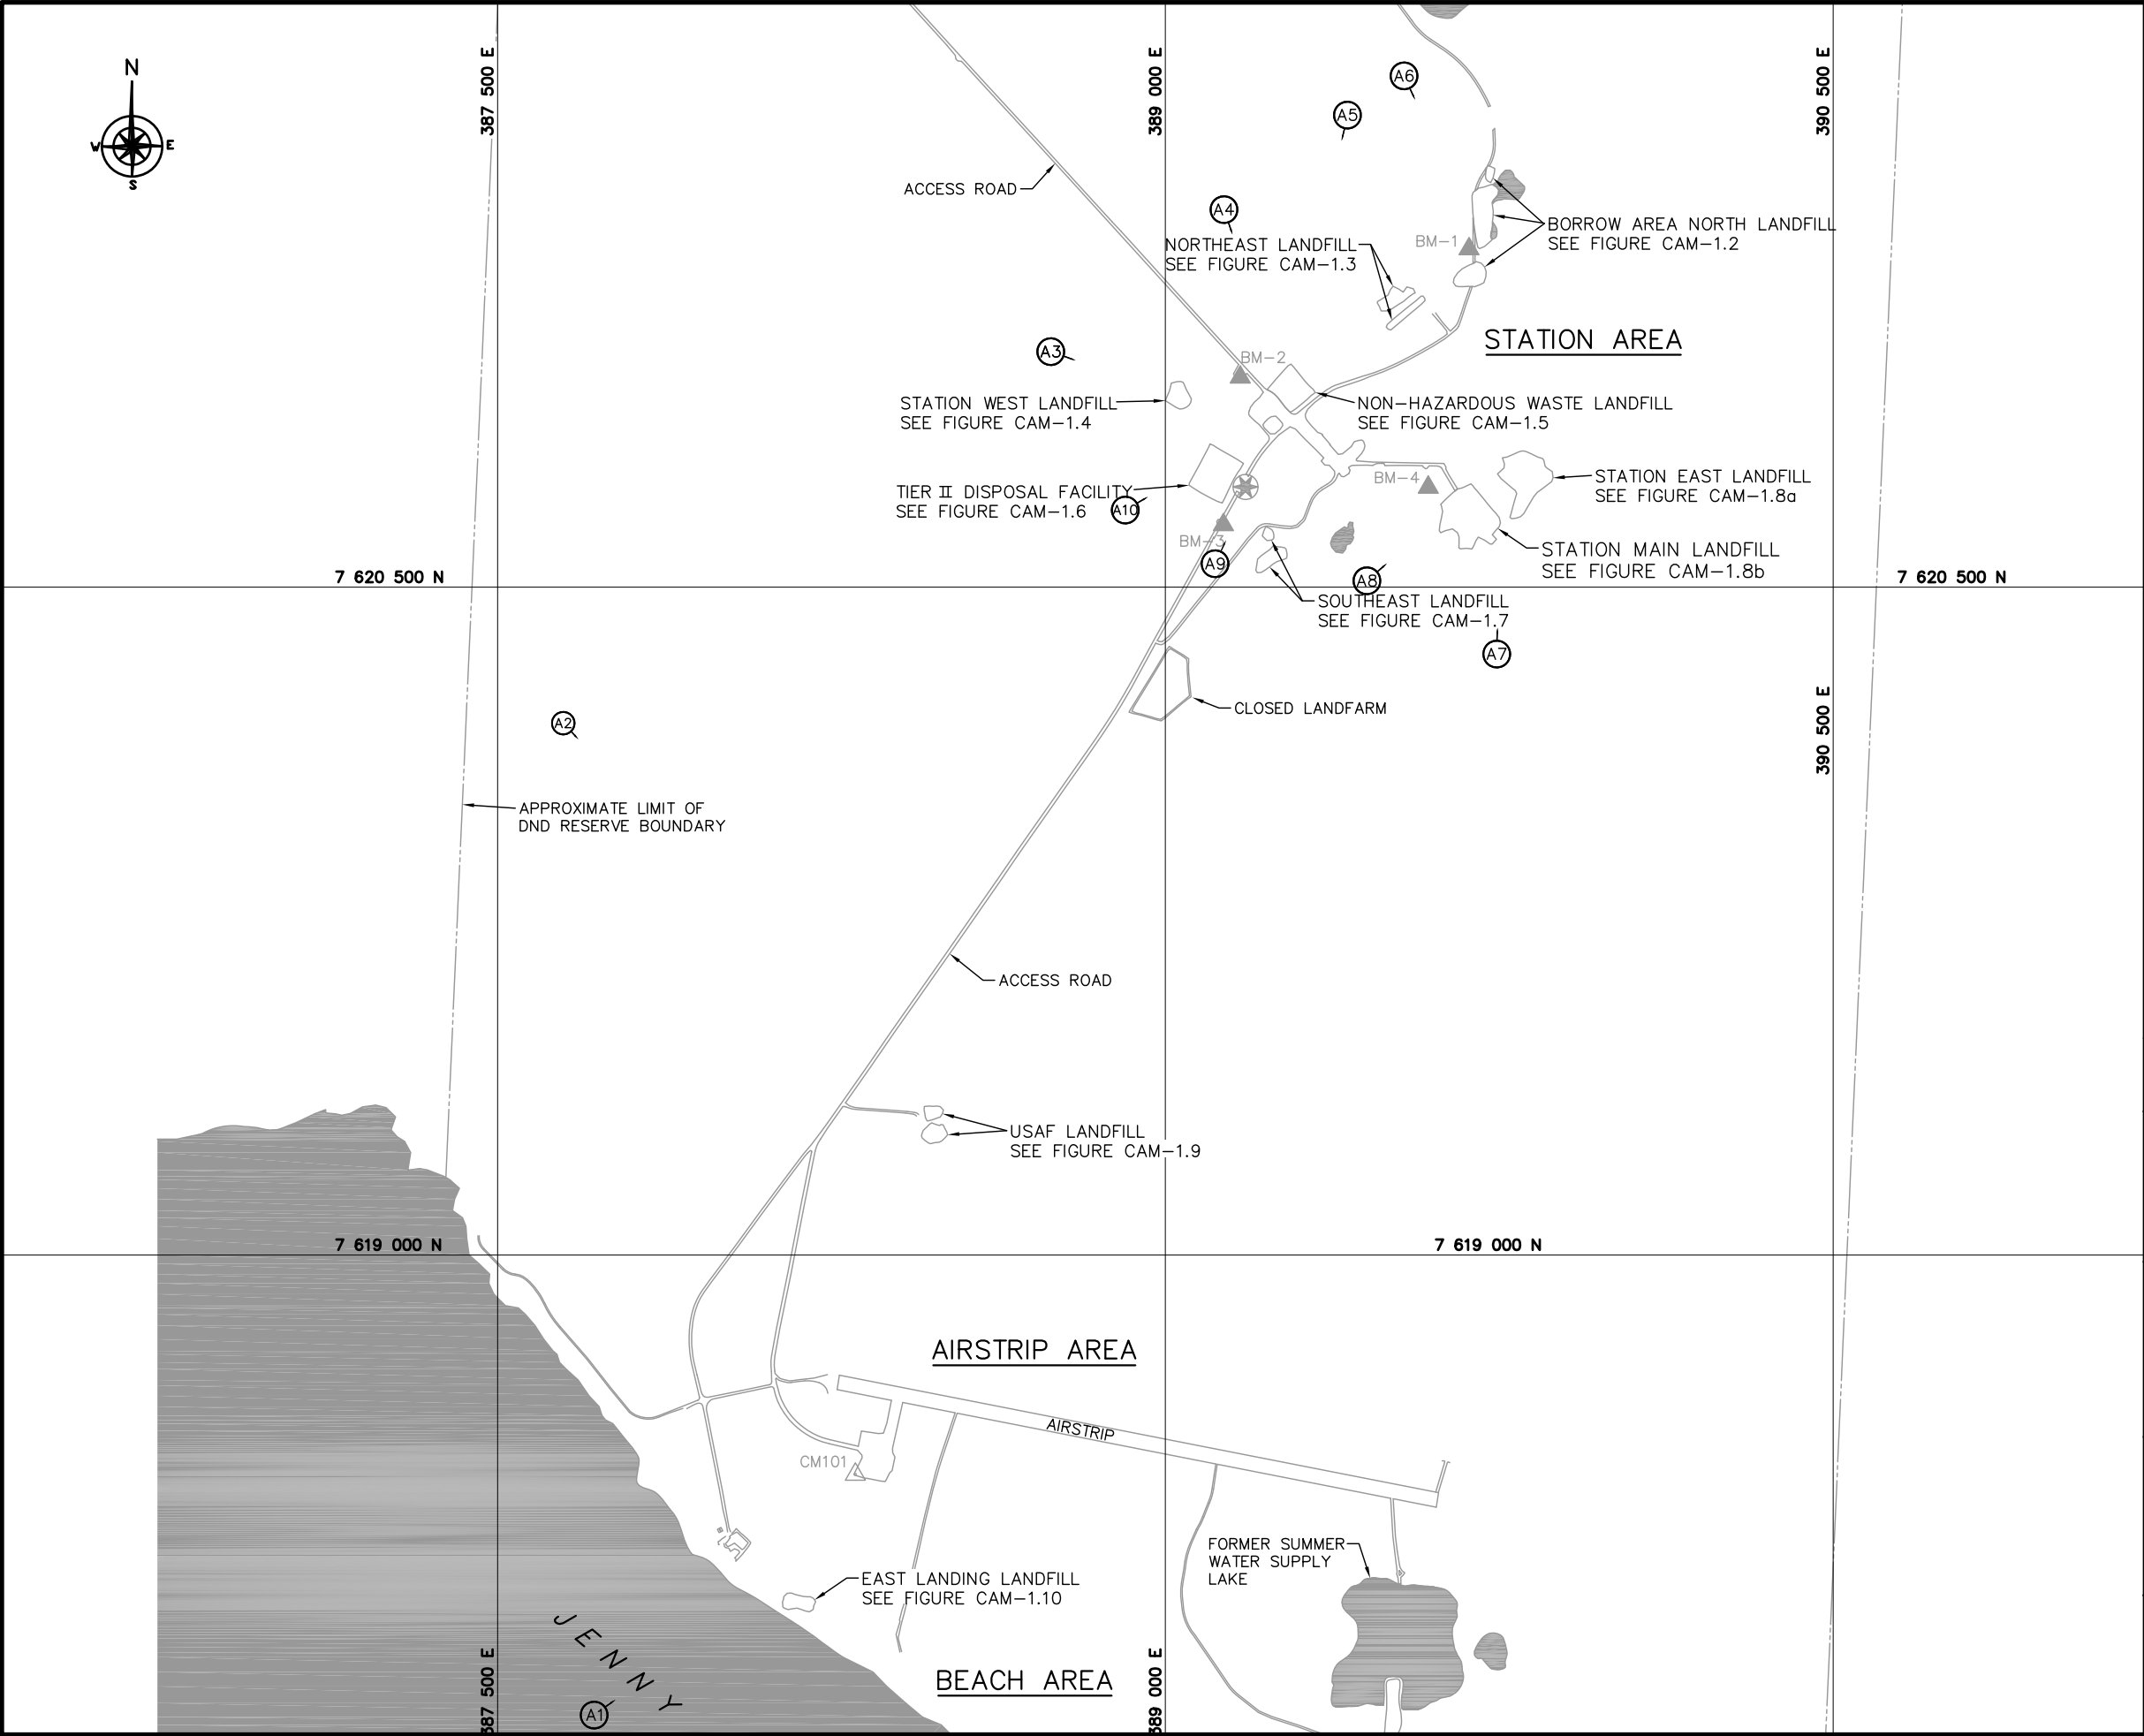 N
W
E
S
387 500 E
389 000 E
390 500 E
A6
A5
ACCESS ROAD
A4
BORROW AREA NORTH LANDFILL
SEE FIGURE CAM-1.2
BM-1
NORTHEAST LANDFILL
SEE FIGURE CAM-1.3
STATION AREA
A3
BM-2
STATION WEST LANDFILL
SEE FIGURE CAM-1.4
NON-HAZARDOUS WASTE LANDFILL
SEE FIGURE CAM-1.5
BM-4
STATION EAST LANDFILL
SEE FIGURE CAM-1.8a
TIER II DISPOSAL FACILITY
SEE FIGURE CAM-1.6
A10
BM-3
STATION MAIN LANDFILL
SEE FIGURE CAM-1.8b
A9
A8
7 620 500 N
7 620 500 N
SOUTHEAST LANDFILL
SEE FIGURE CAM-1.7
A7
CLOSED LANDFARM
390 500 E
A2
APPROXIMATE LIMIT OF
DND RESERVE BOUNDARY
ACCESS ROAD
USAF LANDFILL
SEE FIGURE CAM-1.9
7 619 000 N
7 619 000 N
AIRSTRIP AREA
AIRSTRIP
CM101
FORMER SUMMER
WATER SUPPLY
LAKE
EAST LANDING LANDFILL
SEE FIGURE CAM-1.10
JENNY
BEACH AREA
A1
387 500 E
389 000 E